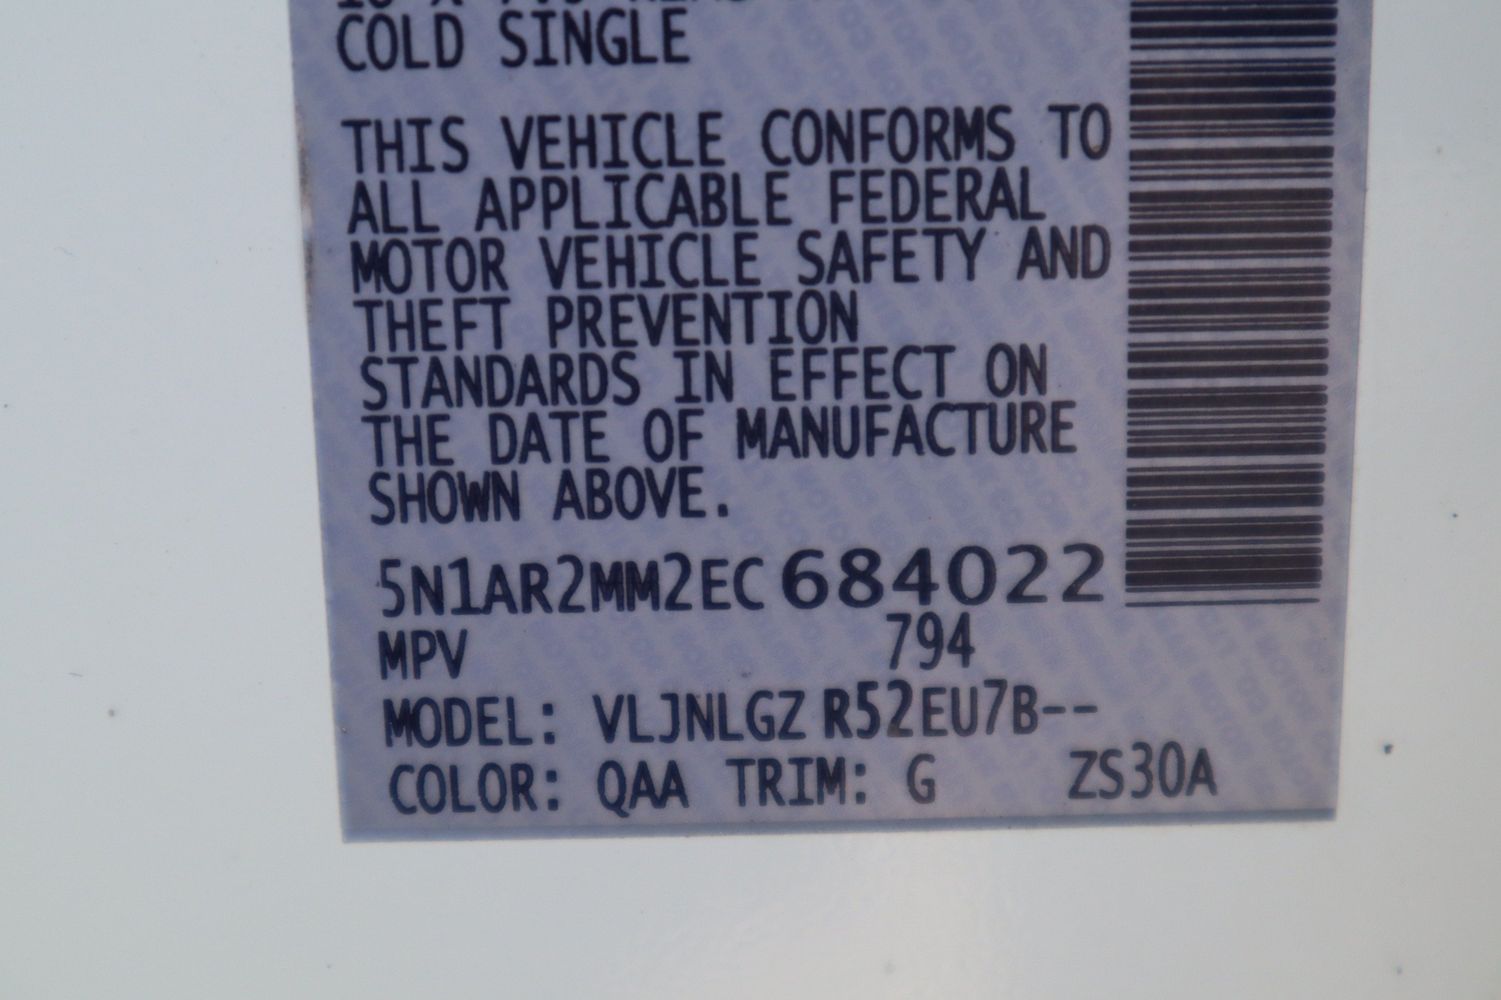 COLD SINGLE
THIS VEHICLE CONFORMS TO
ALL APPLICABLE FEDERAL
MOTOR VEHICLE SAFETY AND
THEFT PREVENTION
STANDARDS IN EFFECT ON
THE DATE OF MANUFACTURE
SHOWN ABOVE.
5N1AR2MM2EC684022
MPV 794
MODEL: VLJNLGZ R52EU7B--
COLOR: QAA TRIM: G ZS30A